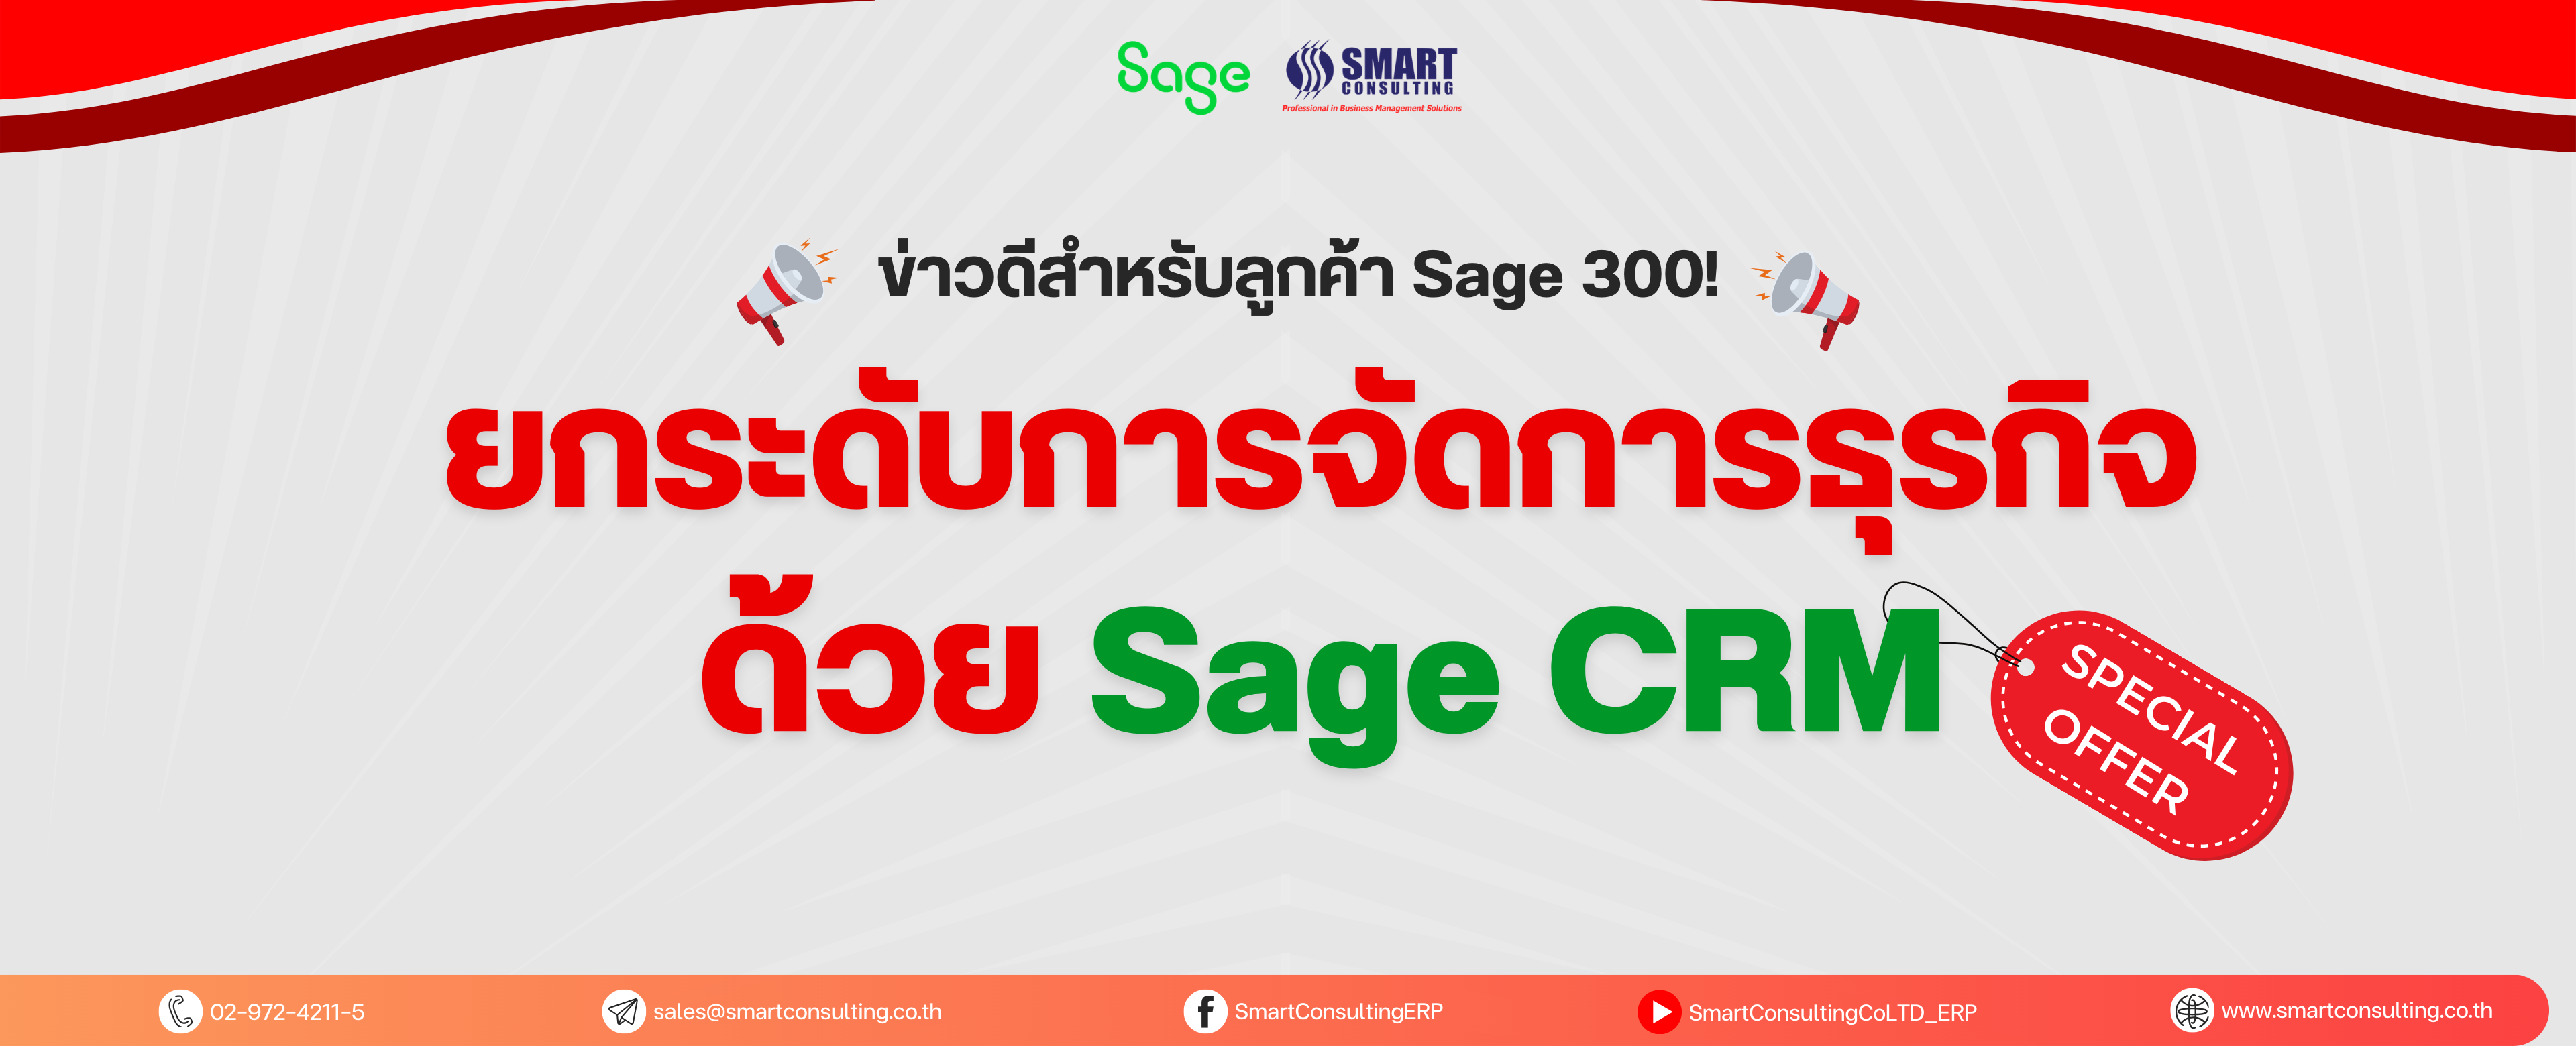 Sage
SMART
CONSULTING
Professional in Business Management Solutions
ข่าวดีสำหรับลูกค้า Sage 300!
ยกระดับการจัดการธุรกิจ
ด้วย Sage CRM
SPECIAL
OFFER
02-972-4211-5
sales@smartconsulting.co.th
SmartConsultingERP
SmartConsultingCoLTD_ERP
www.smartconsulting.co.th